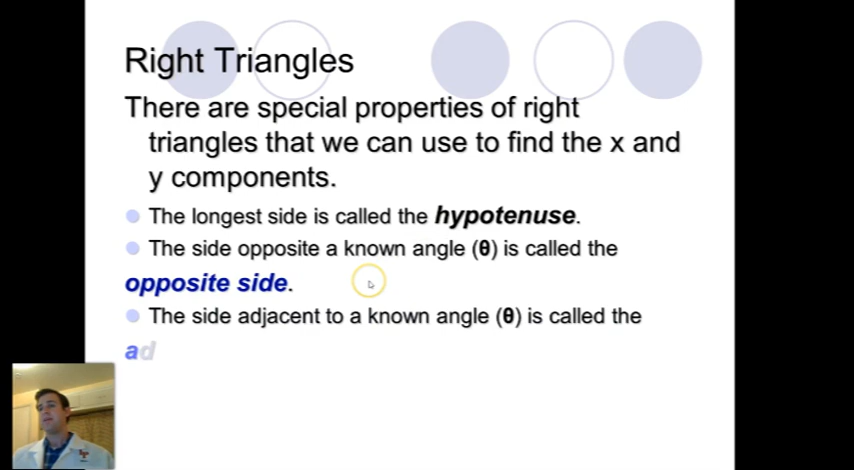 Right Triangles
There are special properties of right
triangles that we can use to find the x and
y components.
The longest side is called the hypotenuse.
The side opposite a known angle (θ) is called the
opposite side.
The side adjacent to a known angle (θ) is called the
ad